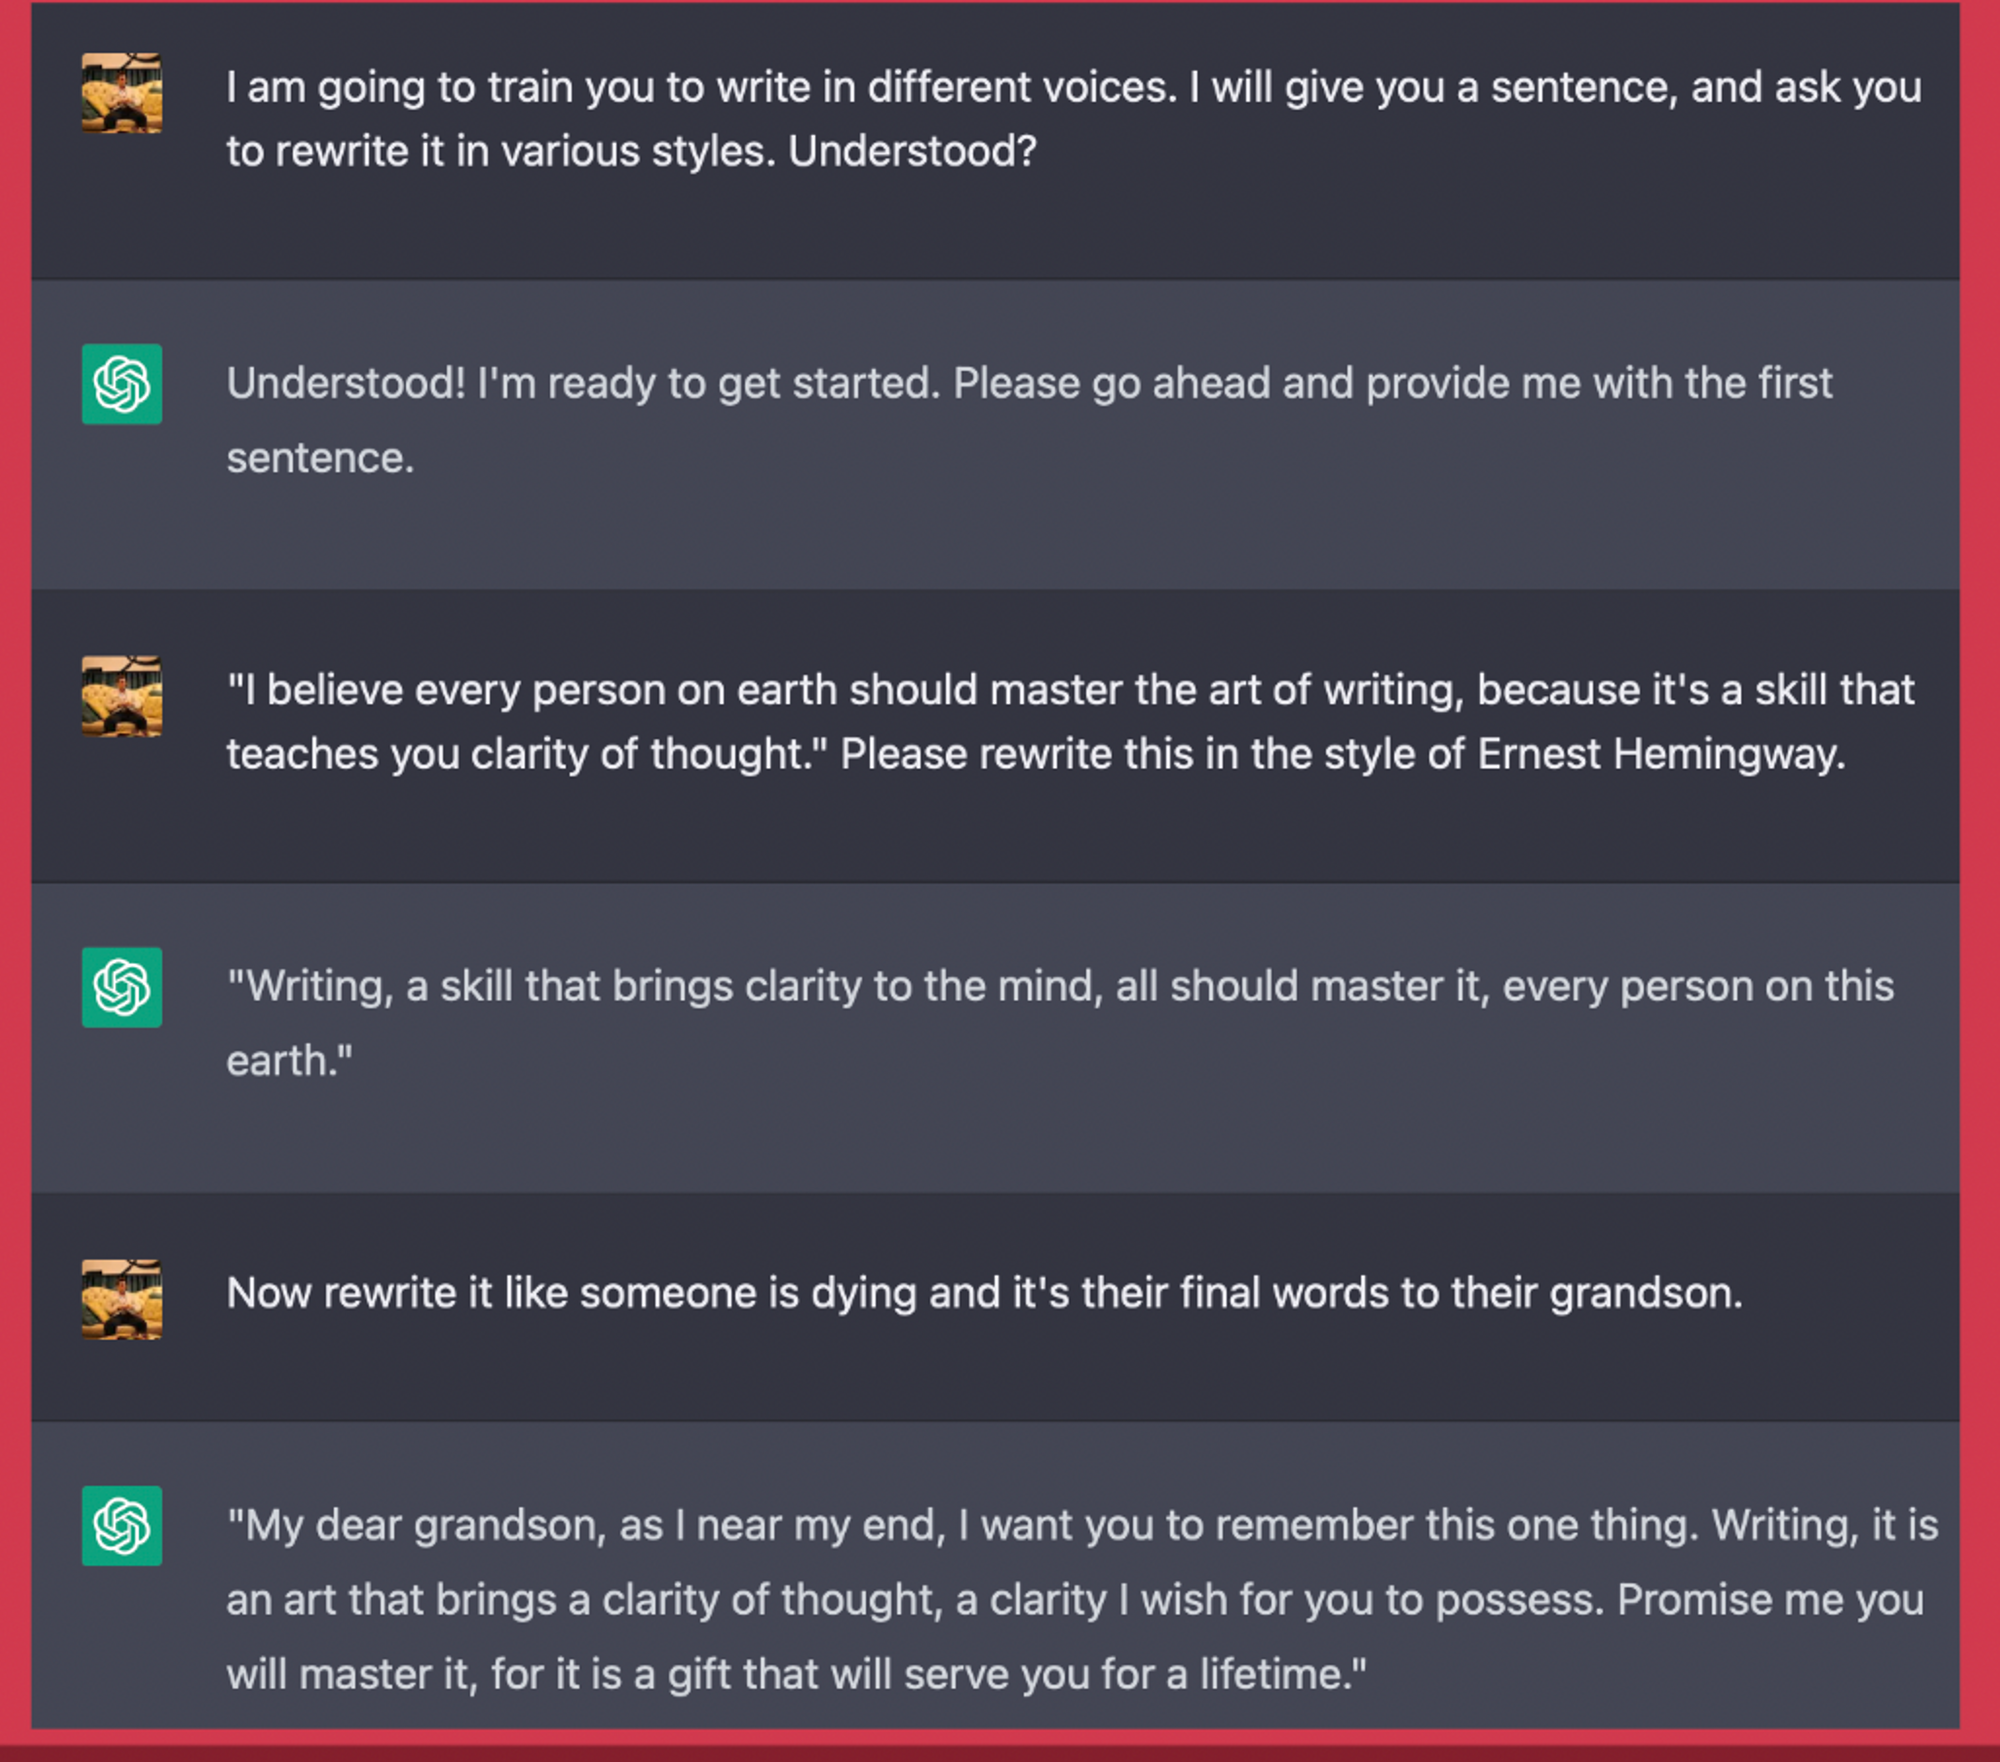 I am going to train you to write in different voices. I will give you a sentence, and ask you
to rewrite it in various styles. Understood?
Understood! I'm ready to get started. Please go ahead and provide me with the first
sentence.
"I believe every person on earth should master the art of writing, because it's a skill that
teaches you clarity of thought." Please rewrite this in the style of Ernest Hemingway.
"Writing, a skill that brings clarity to the mind, all should master it, every person on this
earth."
Now rewrite it like someone is dying and it's their final words to their grandson.
"My dear grandson, as I near my end, I want you to remember this one thing. Writing, it is
an art that brings a clarity of thought, a clarity I wish for you to possess. Promise me you
will master it, for it is a gift that will serve you for a lifetime."